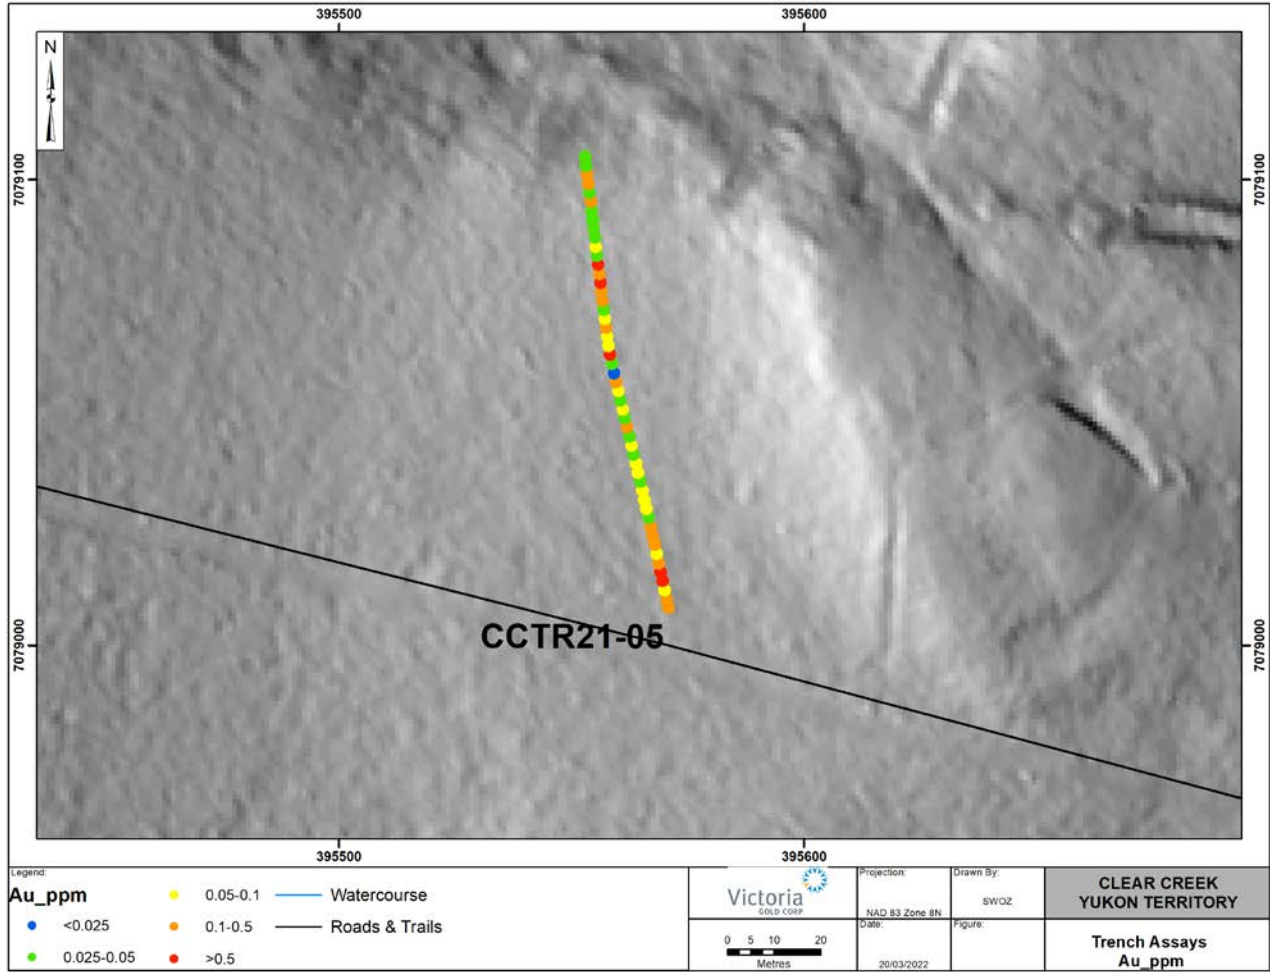 395500 395600
N
7079100 7079100
7079000 7079000
CCTR21-05
395500 395600
Legend:
Au_ppm
<0.025
0.025-0.05
0.05-0.1
0.1-0.5
>0.5
Watercourse
Roads & Trails
Victoria
GOLD CORP
0 5 10 20
Metres
Projection:
NAD 83 Zone 8N
Date:
20/03/2022
Drawn By:
SWOZ
Figure:
CLEAR CREEK
YUKON TERRITORY
Trench Assays
Au_ppm